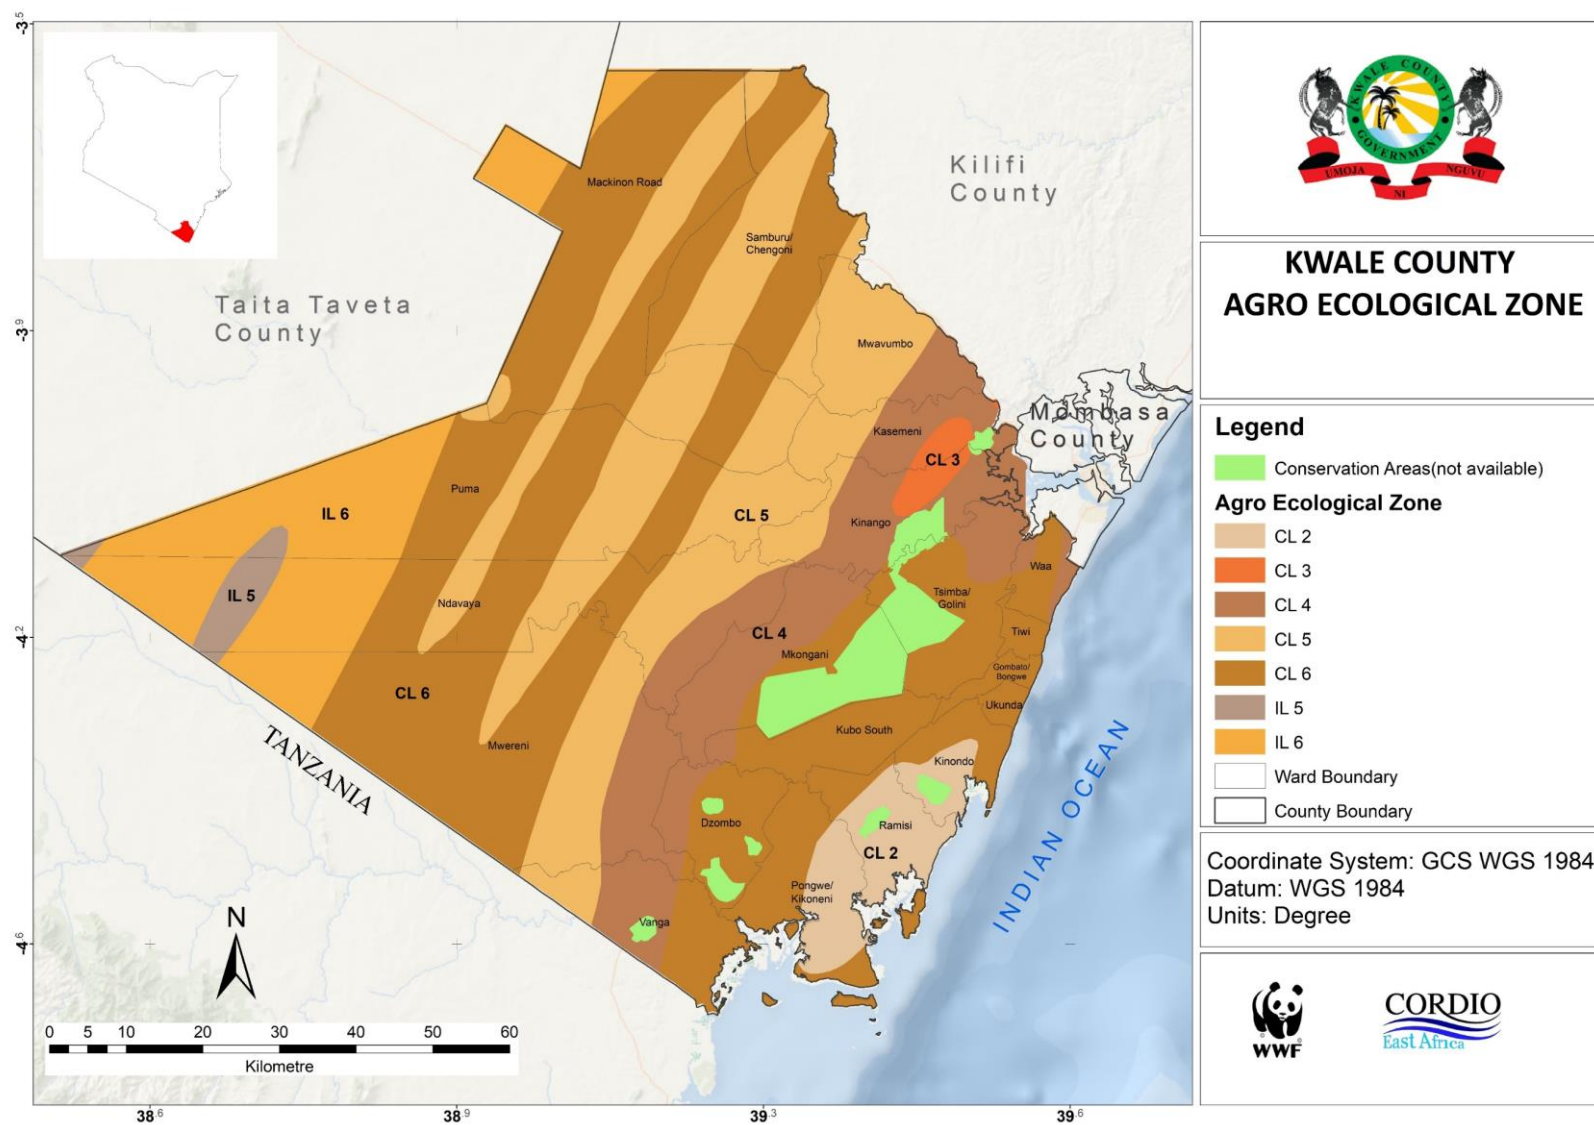 KWALE COUNTY
GOVERNMENT
UMOJA
NI
NGUVU
KWALE COUNTY
AGRO ECOLOGICAL ZONE
Legend
Conservation Areas(not available)
Agro Ecological Zone
CL 2
CL 3
CL 4
CL 5
CL 6
IL 5
IL 6
Ward Boundary
County Boundary
Coordinate System: GCS WGS 1984
Datum: WGS 1984
Units: Degree
WWF
CORDIO
East Africa
Kilifi
County
Taita Taveta
County
Mombasa
County
TANZANIA
INDIAN OCEAN
Mackinon Road
Samburu/
Chengoni
Mwavumbo
Kasemeni
CL 3
Puma
IL 6
CL 5
Kinango
Waa
IL 5
Ndavaya
Tsimba/
Golini
CL 4
Tiwi
Mkongani
Gombato/
Bongwe
CL 6
Ukunda
Kubo South
Mwereni
Kinondo
Dzombo
Ramisi
CL 2
Pongwe/
Kikoneni
Vanga
N
0 5 10 20 30 40 50 60
Kilometre
-3.5
-3.9
-4.2
-4.6
38.6
38.9
39.3
39.6